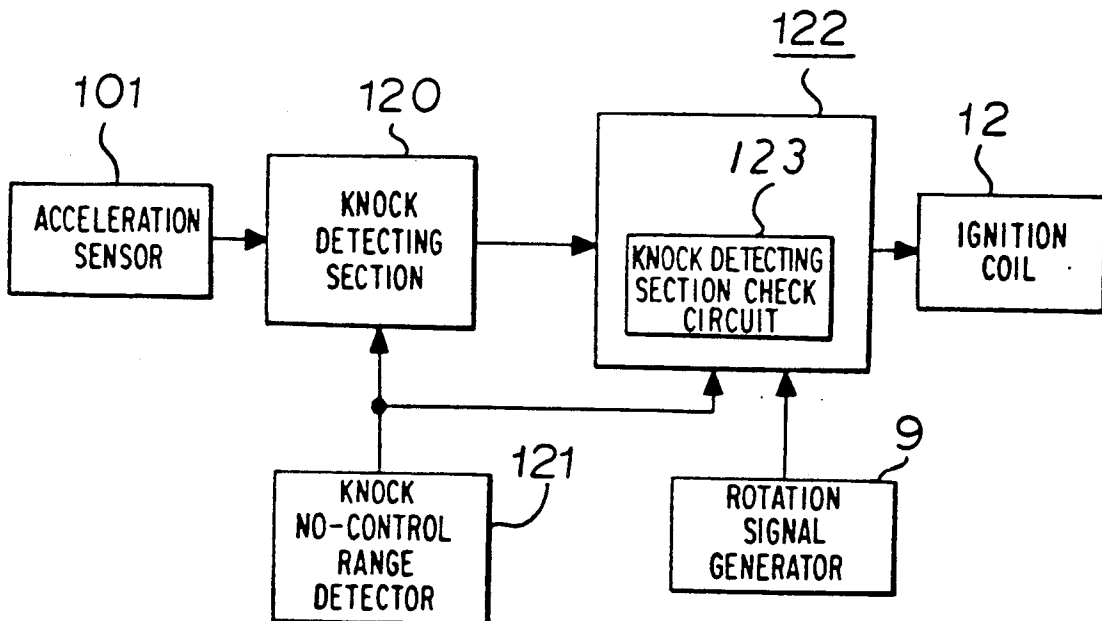 122
101
120
12
123
ACCELERATION
SENSOR
KNOCK
DETECTING
SECTION
KNOCK DETECTING
SECTION CHECK
CIRCUIT
IGNITION
COIL
121
9
KNOCK
NO-CONTROL
RANGE
DETECTOR
ROTATION
SIGNAL
GENERATOR